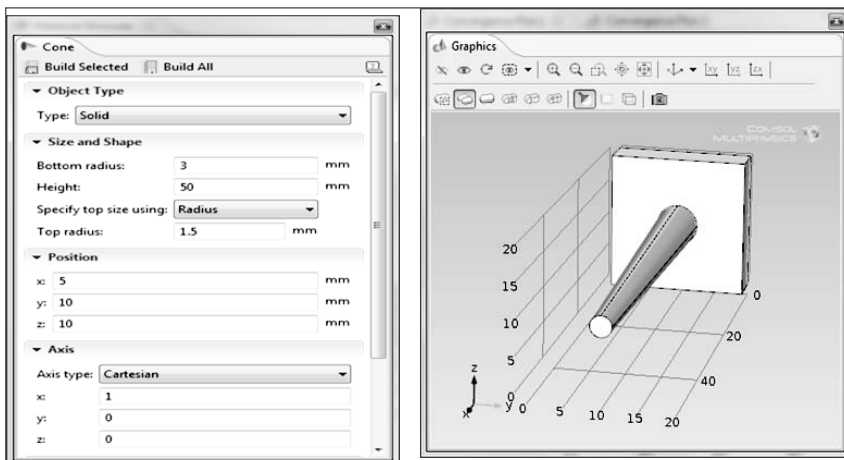 Cone
Build Selected Build All
Object Type
Type: Solid
Size and Shape
Bottom radius: 3 mm
Height: 50 mm
Specify top size using: Radius
Top radius: 1.5 mm
Position
x: 5 mm
y: 10 mm
z: 10 mm
Axis
Axis type: Cartesian
x: 1
y: 0
z: 0
Graphics
xy yz zx
COMSOL
MULTIPHYSICS
20
15
10
5
0
0
20
40
0 5 10 15 20
z
x y